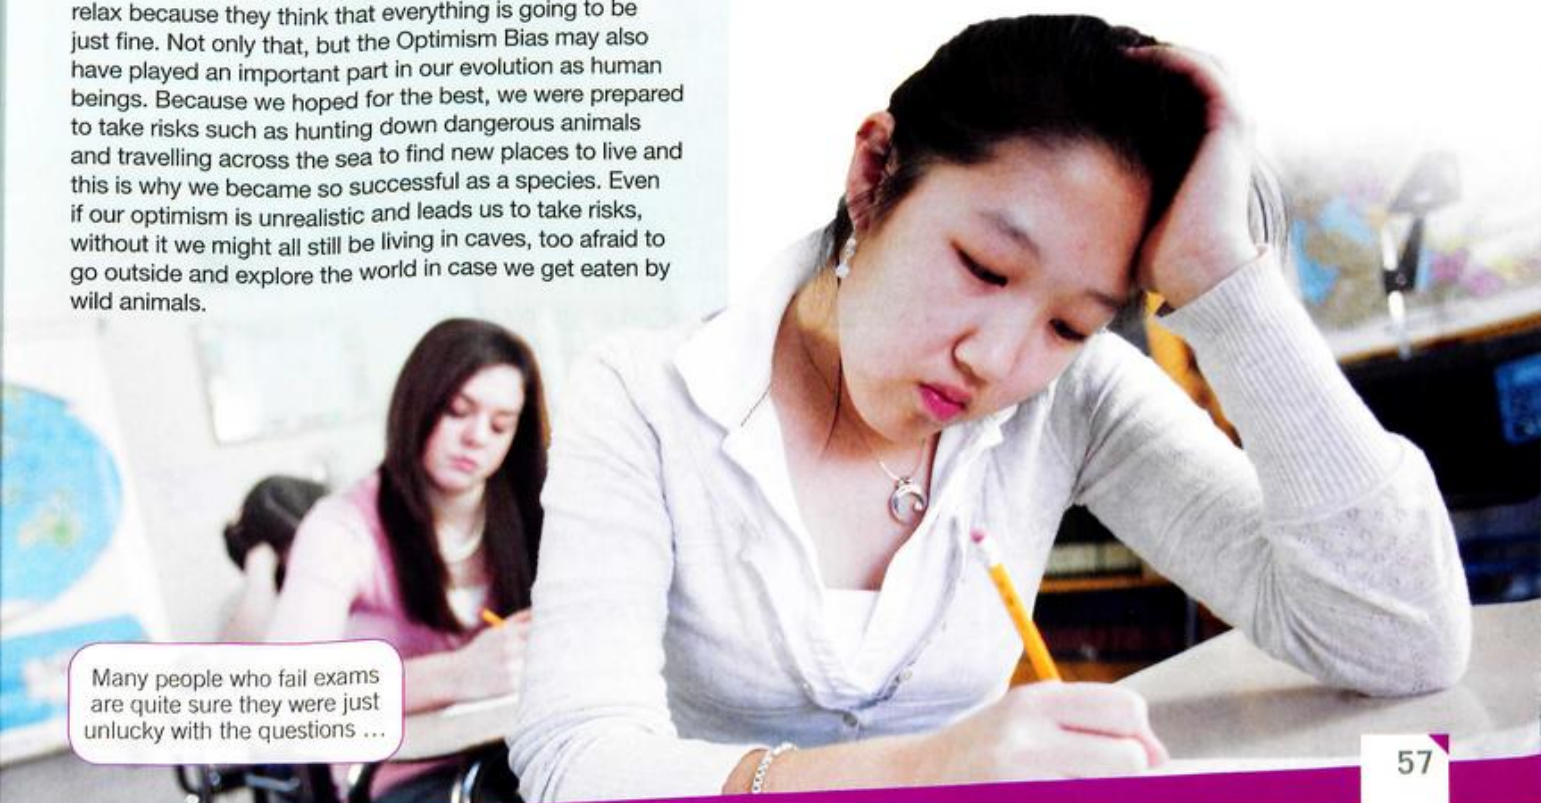 relax because they think that everything is going to be
just fine. Not only that, but the Optimism Bias may also
have played an important part in our evolution as human
beings. Because we hoped for the best, we were prepared
to take risks such as hunting down dangerous animals
and travelling across the sea to find new places to live and
this is why we became so successful as a species. Even
if our optimism is unrealistic and leads us to take risks,
without it we might all still be living in caves, too afraid to
go outside and explore the world in case we get eaten by
wild animals.
Many people who fail exams
are quite sure they were just
unlucky with the questions ...
57